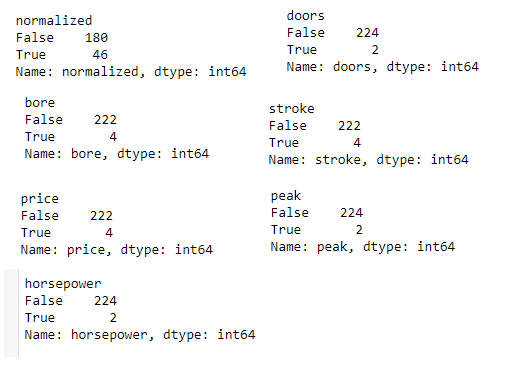 normalized
False    180
True      46
Name: normalized, dtype: int64
doors
False    224
True       2
Name: doors, dtype: int64
bore
False    222
True       4
Name: bore, dtype: int64
stroke
False    222
True       4
Name: stroke, dtype: int64
price
False    222
True       4
Name: price, dtype: int64
peak
False    224
True       2
Name: peak, dtype: int64
horsepower
False    224
True       2
Name: horsepower, dtype: int64